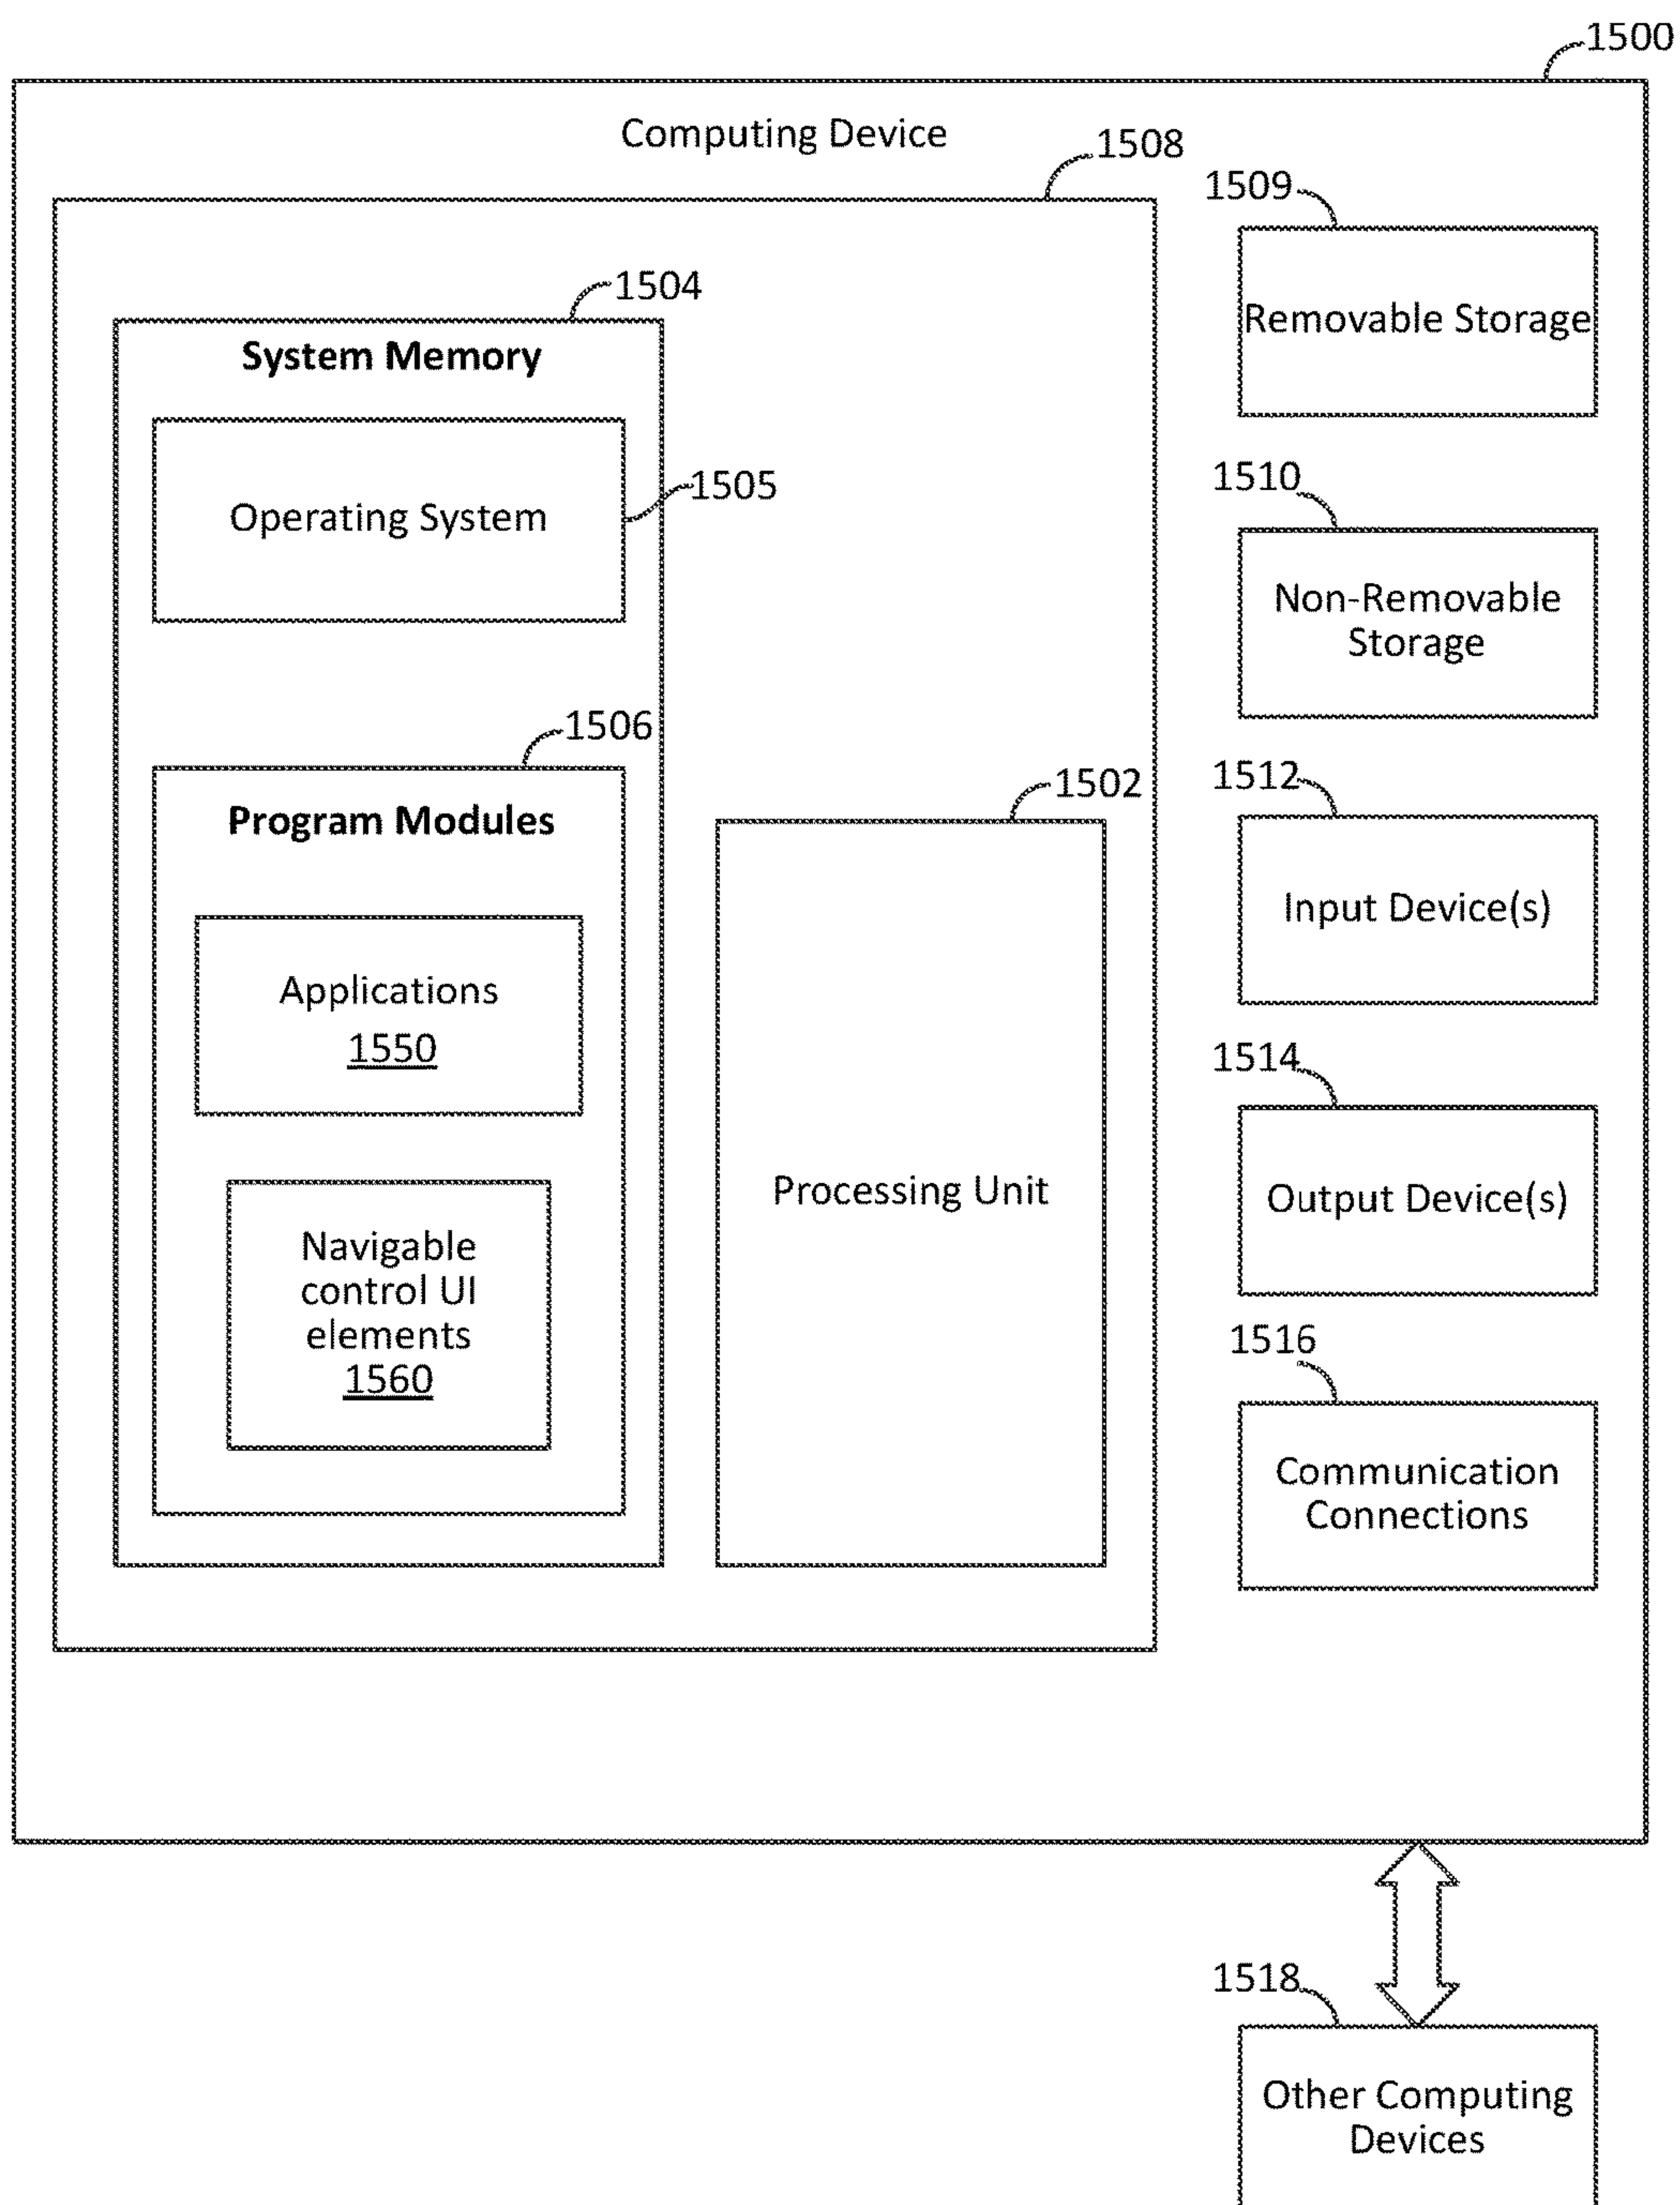 1500
Computing Device
1508
1509
Removable Storage
1504
System Memory
Operating System
1505
1510
Non-Removable
Storage
1506
Program Modules
Applications
1550
Navigable
control UI
elements
1560
1502
Processing Unit
1512
Input Device(s)
1514
Output Device(s)
1516
Communication
Connections
1518
Other Computing
Devices